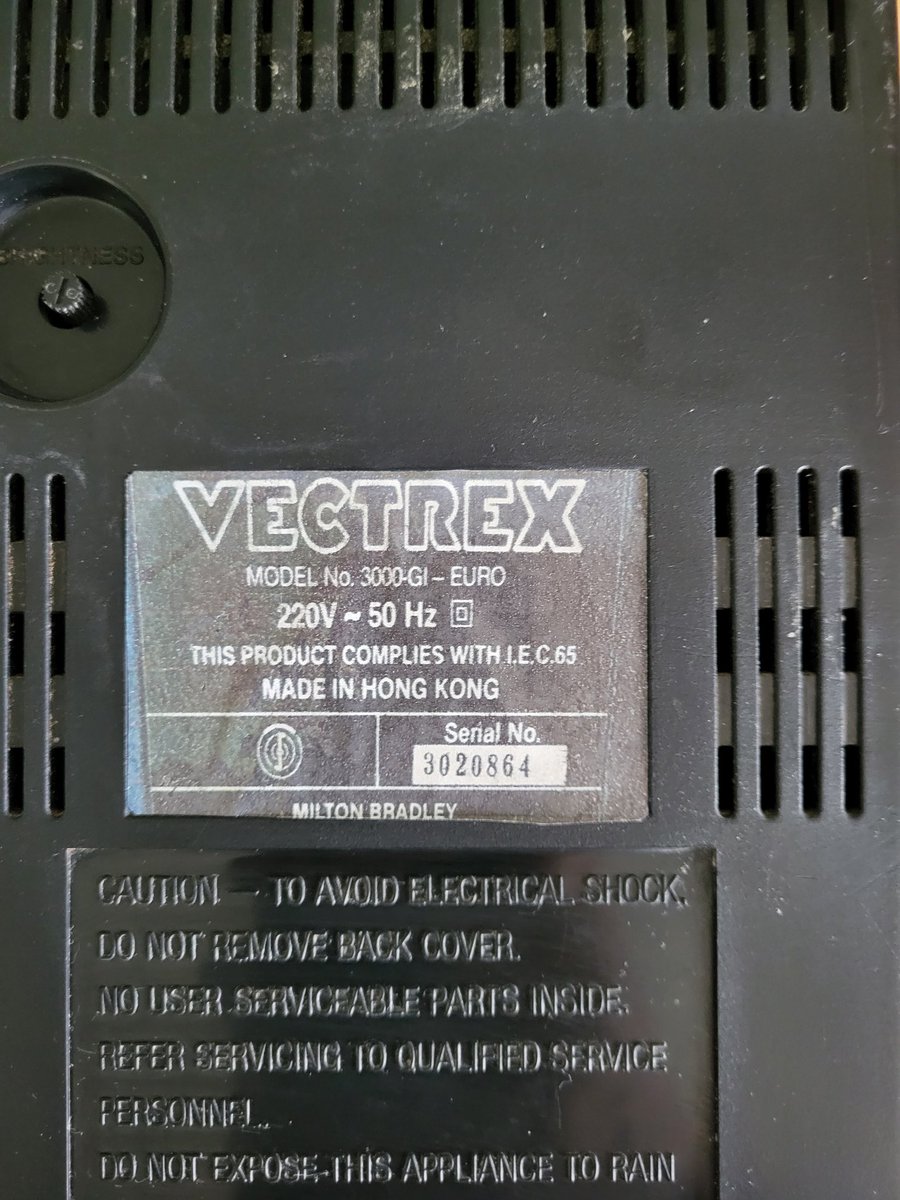 BRIGHTNESS
VECTREX
MODEL No. 3000-GI – EURO
220V ~ 50 Hz
THIS PRODUCT COMPLIES WITH I.E.C.65
MADE IN HONG KONG
Serial No.
3020864
MILTON BRADLEY
CAUTION — TO AVOID ELECTRICAL SHOCK,
DO NOT REMOVE BACK COVER.
NO USER SERVICEABLE PARTS INSIDE.
REFER SERVICING TO QUALIFIED SERVICE
PERSONNEL.
DO NOT EXPOSE THIS APPLIANCE TO RAIN